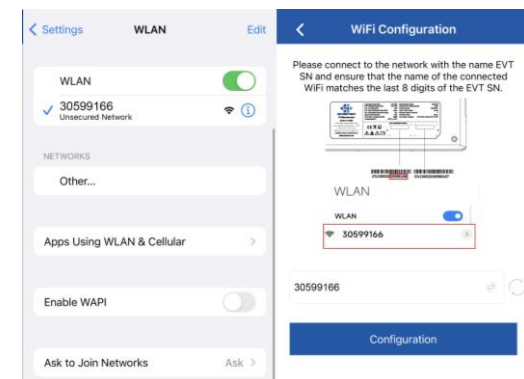 Settings
WLAN
Edit
WLAN
30599166
Unsecured Network
NETWORKS
Other...
Apps Using WLAN & Cellular
Enable WAPI
Ask to Join Networks
Ask
WiFi Configuration
Please connect to the network with the name EVT
SN and ensure that the name of the connected
WiFi matches the last 8 digits of the EVT SN.
WLAN
WLAN
30599166
30599166
Configuration